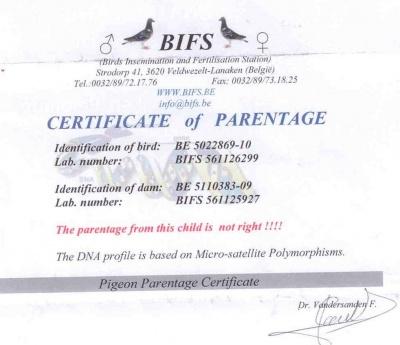 ♂ BIFS ♀
(Birds Insemination and Fertilisation Station)
Strodorp 41, 3620 Veldwezelt-Lanaken (België)
Tel.:0032/89/72.17.76 Fax: 0032/89/73.18.25
WWW.BIFS.BE
info@bifs.be
CERTIFICATE of PARENTAGE
Identification of bird: BE 5022869-10
Lab. number: BIFS 561126299
Identification of dam: BE 5110383-09
Lab. number: BIFS 561125927
The parentage from this child is not right !!!!
The DNA profile is based on Micro-satellite Polymorphisms.
Pigeon Parentage Certificate
Dr. Vandersanden F.